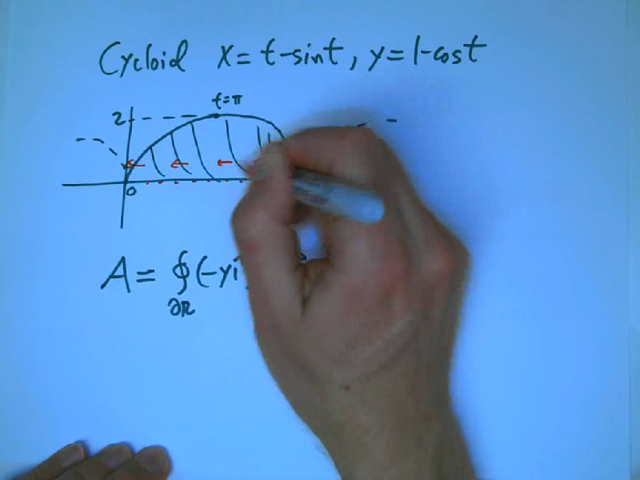 Cycloid x = t-sint, y = 1-cost
t=π
2
0
A = ∮(-yi
∂R